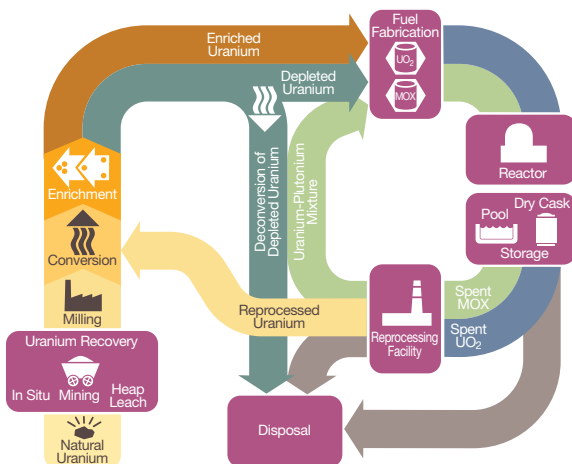 Enriched
Uranium
Fuel
Fabrication
UO₂
MOX
Depleted
Uranium
Reactor
Enrichment
Deconversion of
Depleted Uranium
Uranium-Plutonium
Mixture
Dry Cask
Pool
Storage
Conversion
Milling
Reprocessed
Uranium
Reprocessing
Facility
Spent
MOX
Spent
UO₂
Uranium Recovery
In Situ
Mining
Heap
Leach
Disposal
Natural
Uranium